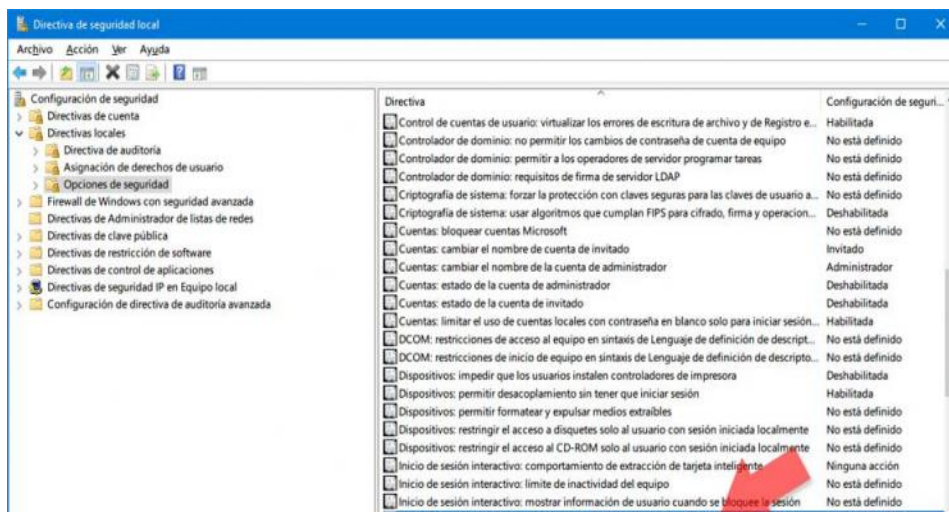 Directiva de seguridad local
Archivo Acción Ver Ayuda
Configuración de seguridad
Directivas de cuenta
Directivas locales
Directiva de auditoría
Asignación de derechos de usuario
Opciones de seguridad
Firewall de Windows con seguridad avanzada
Directivas de Administrador de listas de redes
Directivas de clave pública
Directivas de restricción de software
Directivas de control de aplicaciones
Directivas de seguridad IP en Equipo local
Configuración de directiva de auditoría avanzada
Directiva Configuración de seguri...
Control de cuentas de usuario: virtualizar los errores de escritura de archivo y de Registro e... Habilitada
Controlador de dominio: no permitir los cambios de contraseña de cuenta de equipo No está definido
Controlador de dominio: permitir a los operadores de servidor programar tareas No está definido
Controlador de dominio: requisitos de firma de servidor LDAP No está definido
Criptografía de sistema: forzar la protección con claves seguras para las claves de usuario a... No está definido
Criptografía de sistema: usar algoritmos que cumplan FIPS para cifrado, firma y operacion... Deshabilitada
Cuentas: bloquear cuentas Microsoft No está definido
Cuentas: cambiar el nombre de cuenta de invitado Invitado
Cuentas: cambiar el nombre de la cuenta de administrador Administrador
Cuentas: estado de la cuenta de administrador Deshabilitada
Cuentas: estado de la cuenta de invitado Deshabilitada
Cuentas: limitar el uso de cuentas locales con contraseña en blanco solo para iniciar sesión... Habilitada
DCOM: restricciones de acceso al equipo en sintaxis de Lenguaje de definición de descript... No está definido
DCOM: restricciones de inicio de equipo en sintaxis de Lenguaje de definición de descripto... No está definido
Dispositivos: impedir que los usuarios instalen controladores de impresora Deshabilitada
Dispositivos: permitir desacoplamiento sin tener que iniciar sesión Habilitada
Dispositivos: permitir formatear y expulsar medios extraíbles No está definido
Dispositivos: restringir el acceso a disquetes solo al usuario con sesión iniciada localmente No está definido
Dispositivos: restringir el acceso al CD-ROM solo al usuario con sesión iniciada localmente No está definido
Inicio de sesión interactivo: comportamiento de extracción de tarjeta inteligente Ninguna acción
Inicio de sesión interactivo: límite de inactividad del equipo No está definido
Inicio de sesión interactivo: mostrar información de usuario cuando se bloquee la sesión No está definido